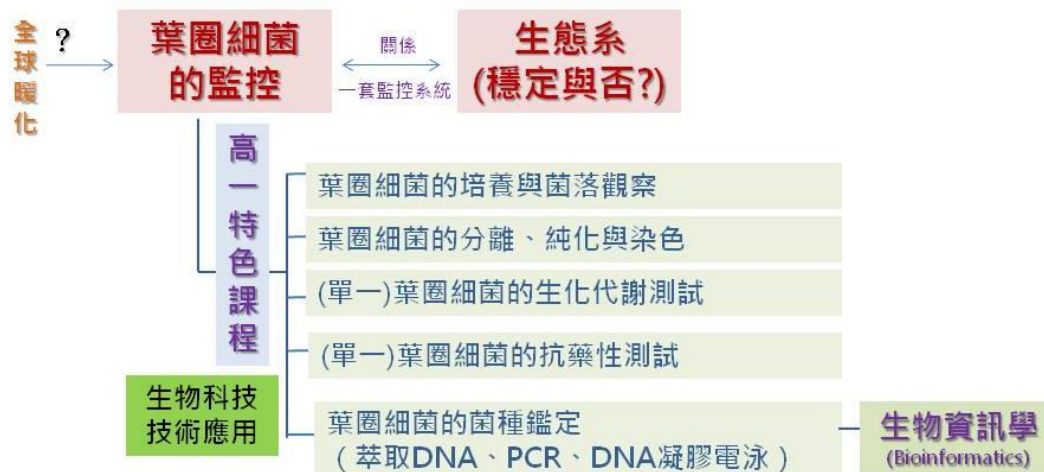 全球暖化
?
葉圈細菌
的監控
關係
一套監控系統
生態系
(穩定與否?)
高一特色課程
葉圈細菌的培養與菌落觀察
葉圈細菌的分離、純化與染色
(單一)葉圈細菌的生化代謝測試
(單一)葉圈細菌的抗藥性測試
生物科技
技術應用
葉圈細菌的菌種鑑定
（萃取DNA、PCR、DNA凝膠電泳）
生物資訊學
(Bioinformatics)